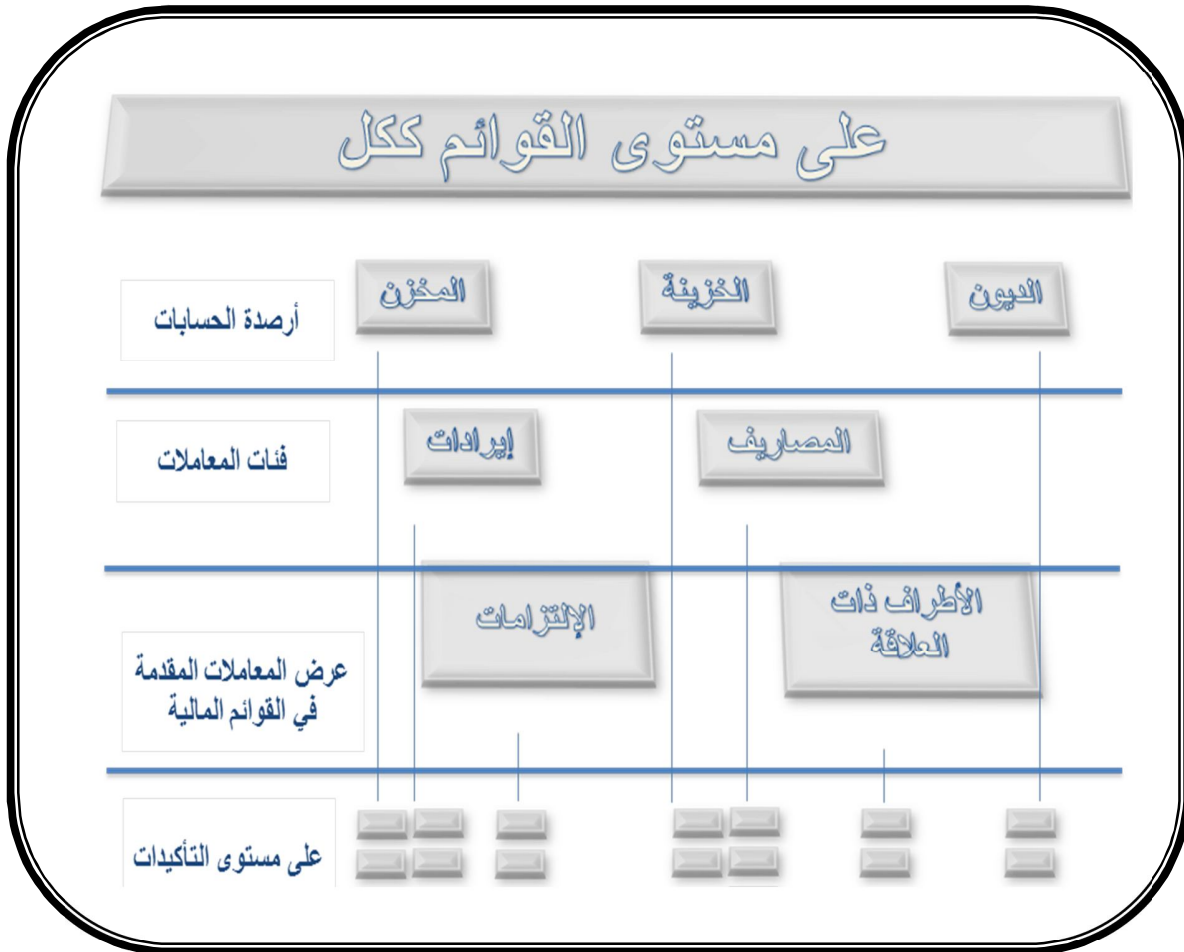 على مستوى القوائم ككل
أرصدة الحسابات
المخزن
الخزينة
الديون
فئات المعاملات
إيرادات
المصاريف
عرض المعاملات المقدمة
في القوائم المالية
الإلتزامات
الأطراف ذات
العلاقة
على مستوى التأكيدات